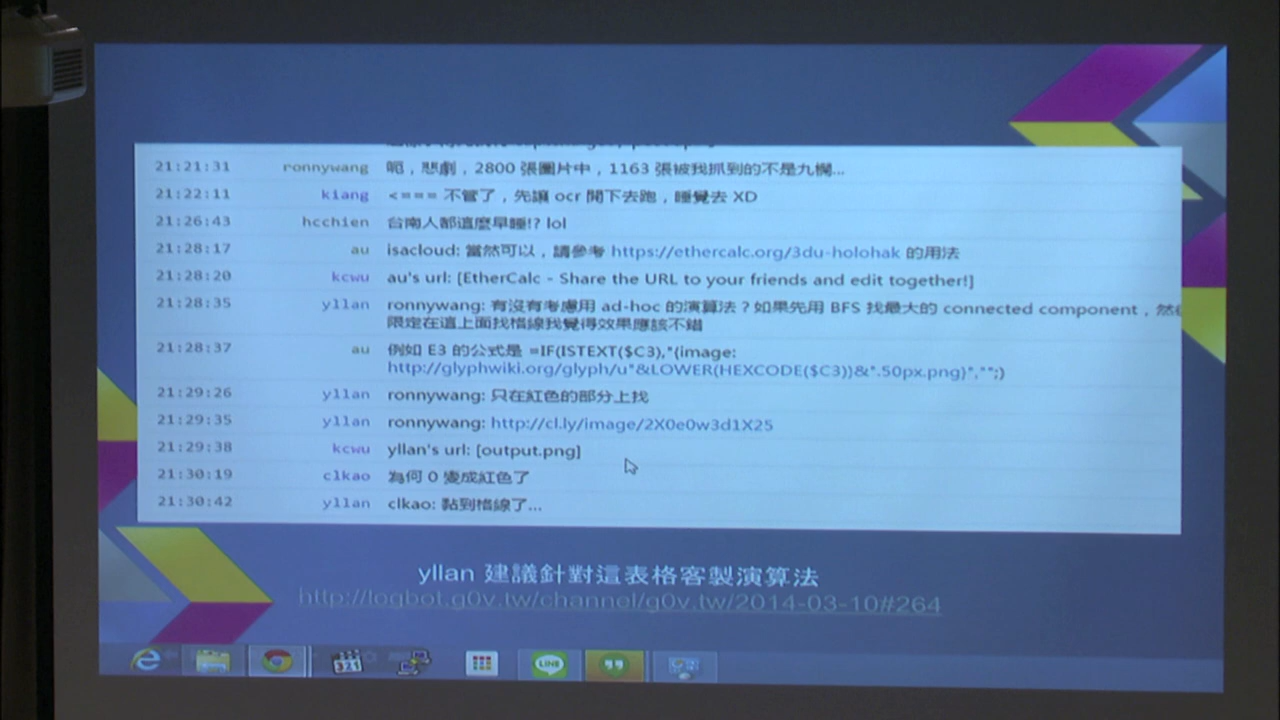 21:21:31 ronnywang 呃，悲劇，2800 張圖片中，1163 張被我抓到的不是九欄...
21:22:11 kiang <=== 不管了，先讓 ocr 開下去跑，睡覺去 XD
21:26:43 hcchien 台南人都這麼早睡!? lol
21:28:17 au isacloud: 當然可以，請參考 https://ethercalc.org/3du-holohak 的用法
21:28:20 kcwu au's url: [EtherCalc - Share the URL to your friends and edit together!]
21:28:35 yllan ronnywang: 有沒有考慮用 ad-hoc 的演算法？如果先用 BFS 找最大的 connected component，然
限定在這上面找格線我覺得效果應該不錯
21:28:37 au 例如 E3 的公式是 =IF(ISTEXT($C3),"{image:
http://glyphwiki.org/glyph/u"&LOWER(HEXCODE($C3))&".50px.png}","";)
21:29:26 yllan ronnywang: 只在紅色的部分上找
21:29:35 yllan ronnywang: http://cl.ly/image/2X0e0w3d1X25
21:29:38 kcwu yllan's url: [output.png]
21:30:19 clkao 為何 0 變成紅色了
21:30:42 yllan clkao: 黏到格線了...
yllan 建議針對這表格客製演算法
http://logbot.g0v.tw/channel/g0v.tw/2014-03-10#264
321
LINE